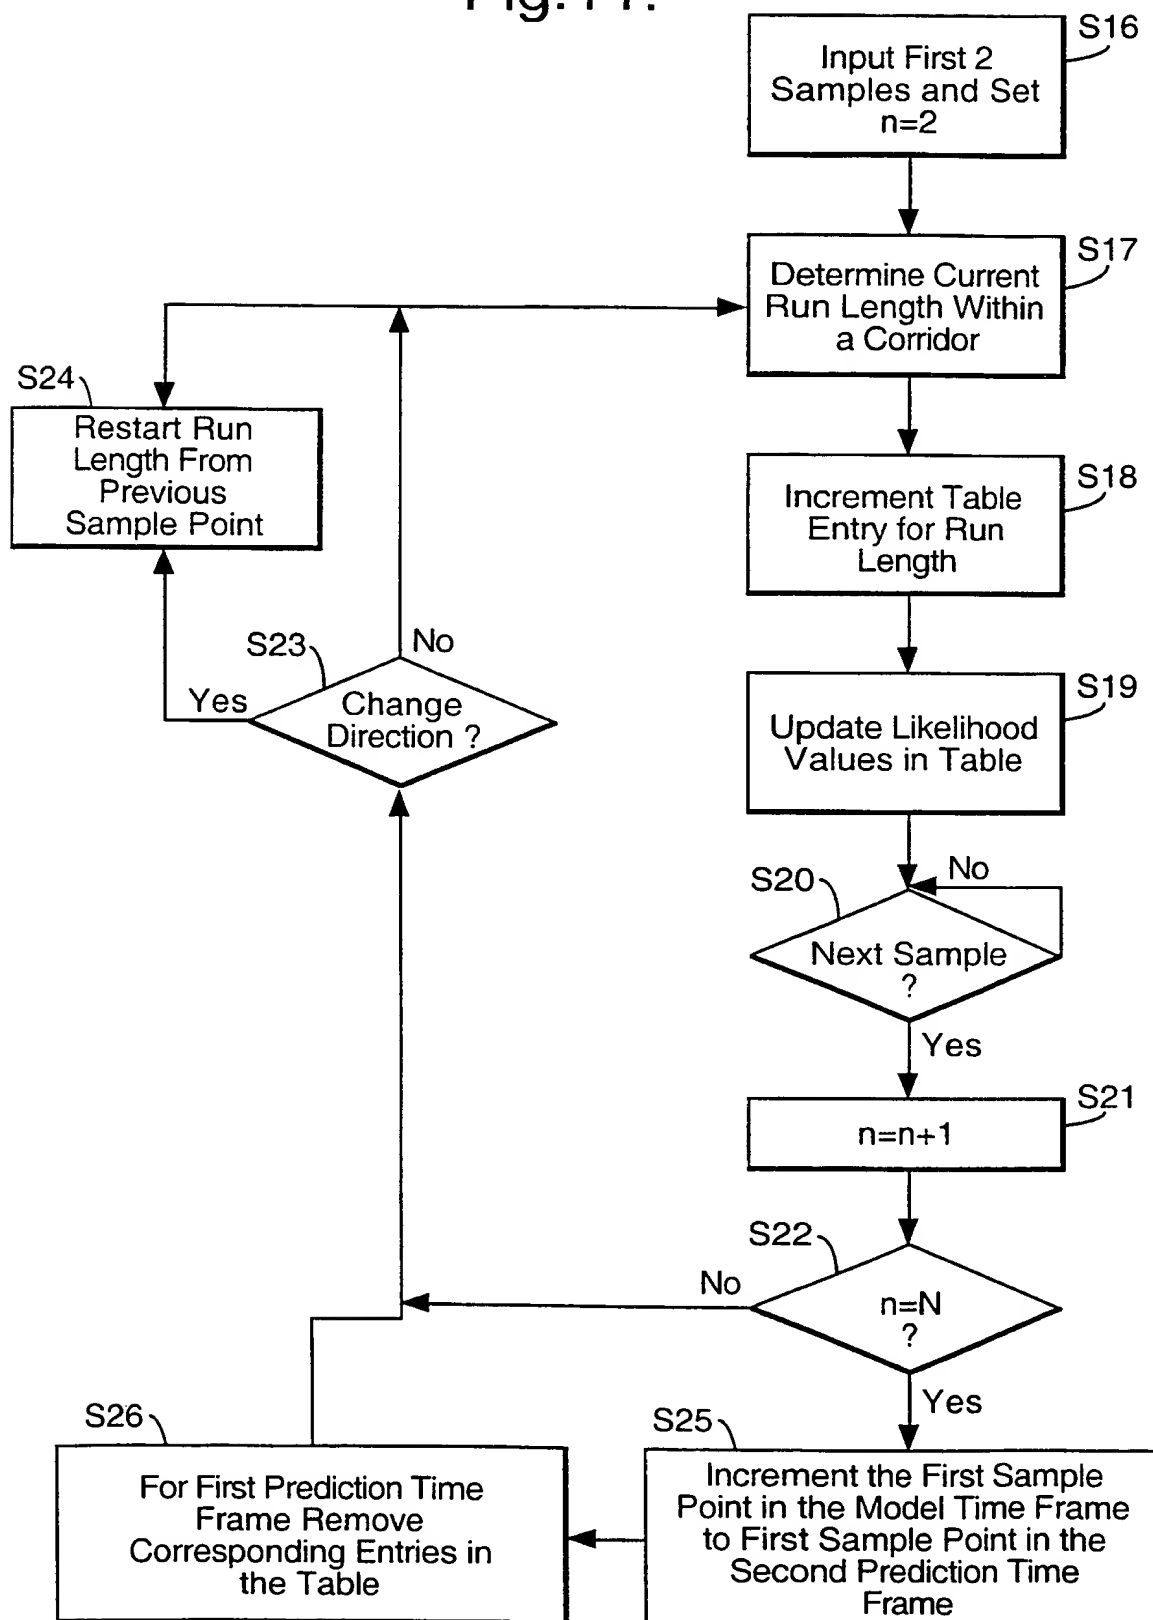 S16
Input First 2
Samples and Set
n=2
S17
Determine Current
Run Length Within
a Corridor
S24
Restart Run
Length From
Previous
Sample Point
S18
Increment Table
Entry for Run
Length
S23
No
Yes
Change
Direction ?
S19
Update Likelihood
Values in Table
S20
No
Next Sample
?
Yes
S21
n=n+1
S22
No
n=N
?
Yes
S26
For First Prediction Time
Frame Remove
Corresponding Entries in
the Table
S25
Increment the First Sample
Point in the Model Time Frame
to First Sample Point in the
Second Prediction Time
Frame